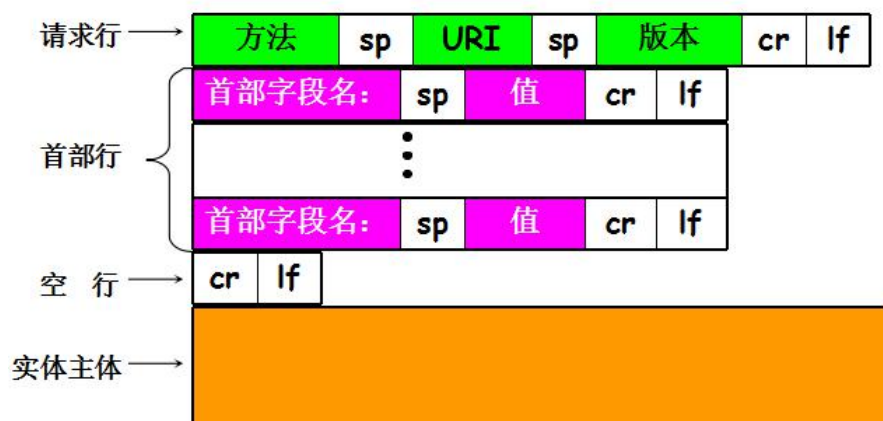 请求行 方法 sp URI sp 版本 cr lf
首部字段名: sp 值 cr lf
首部行
首部字段名: sp 值 cr lf
空 行 cr lf
实体主体